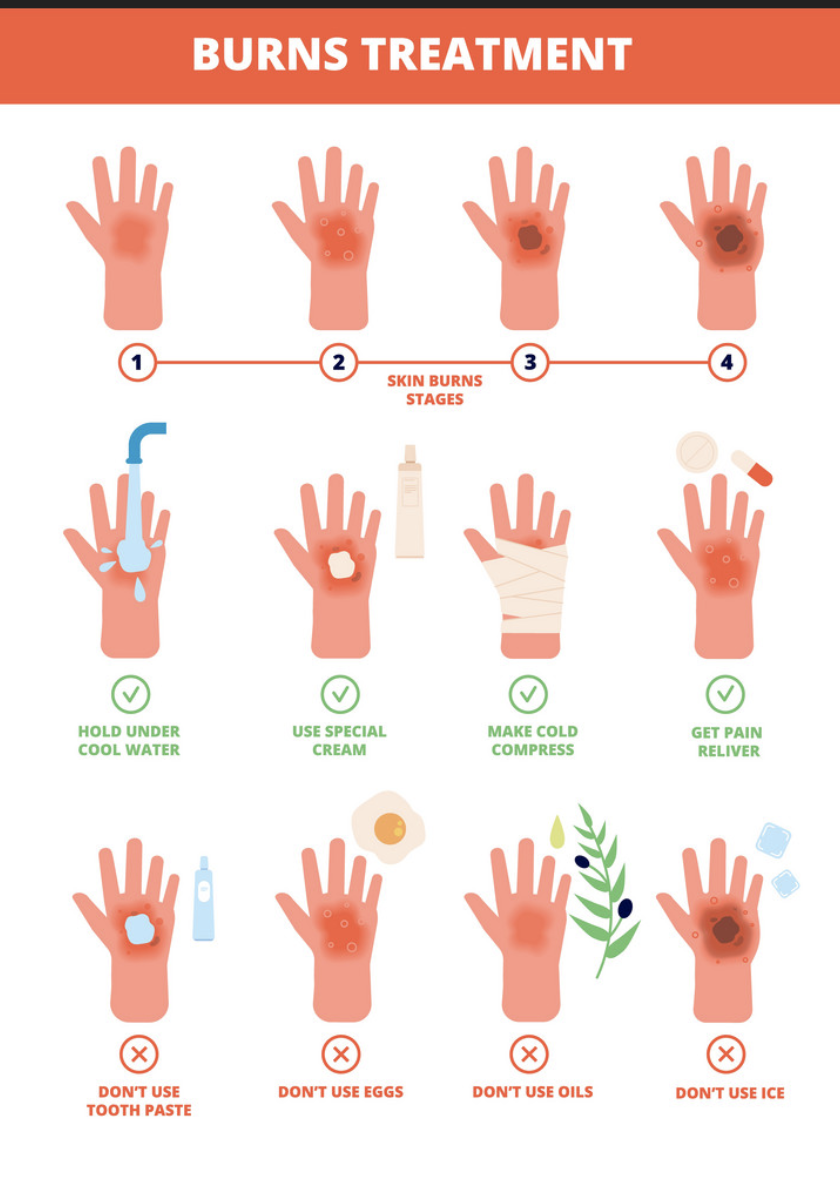 BURNS TREATMENT
1
2
3
4
SKIN BURNS
STAGES
HOLD UNDER
COOL WATER
USE SPECIAL
CREAM
MAKE COLD
COMPRESS
GET PAIN
RELIVER
DON'T USE
TOOTH PASTE
DON'T USE EGGS
DON'T USE OILS
DON'T USE ICE